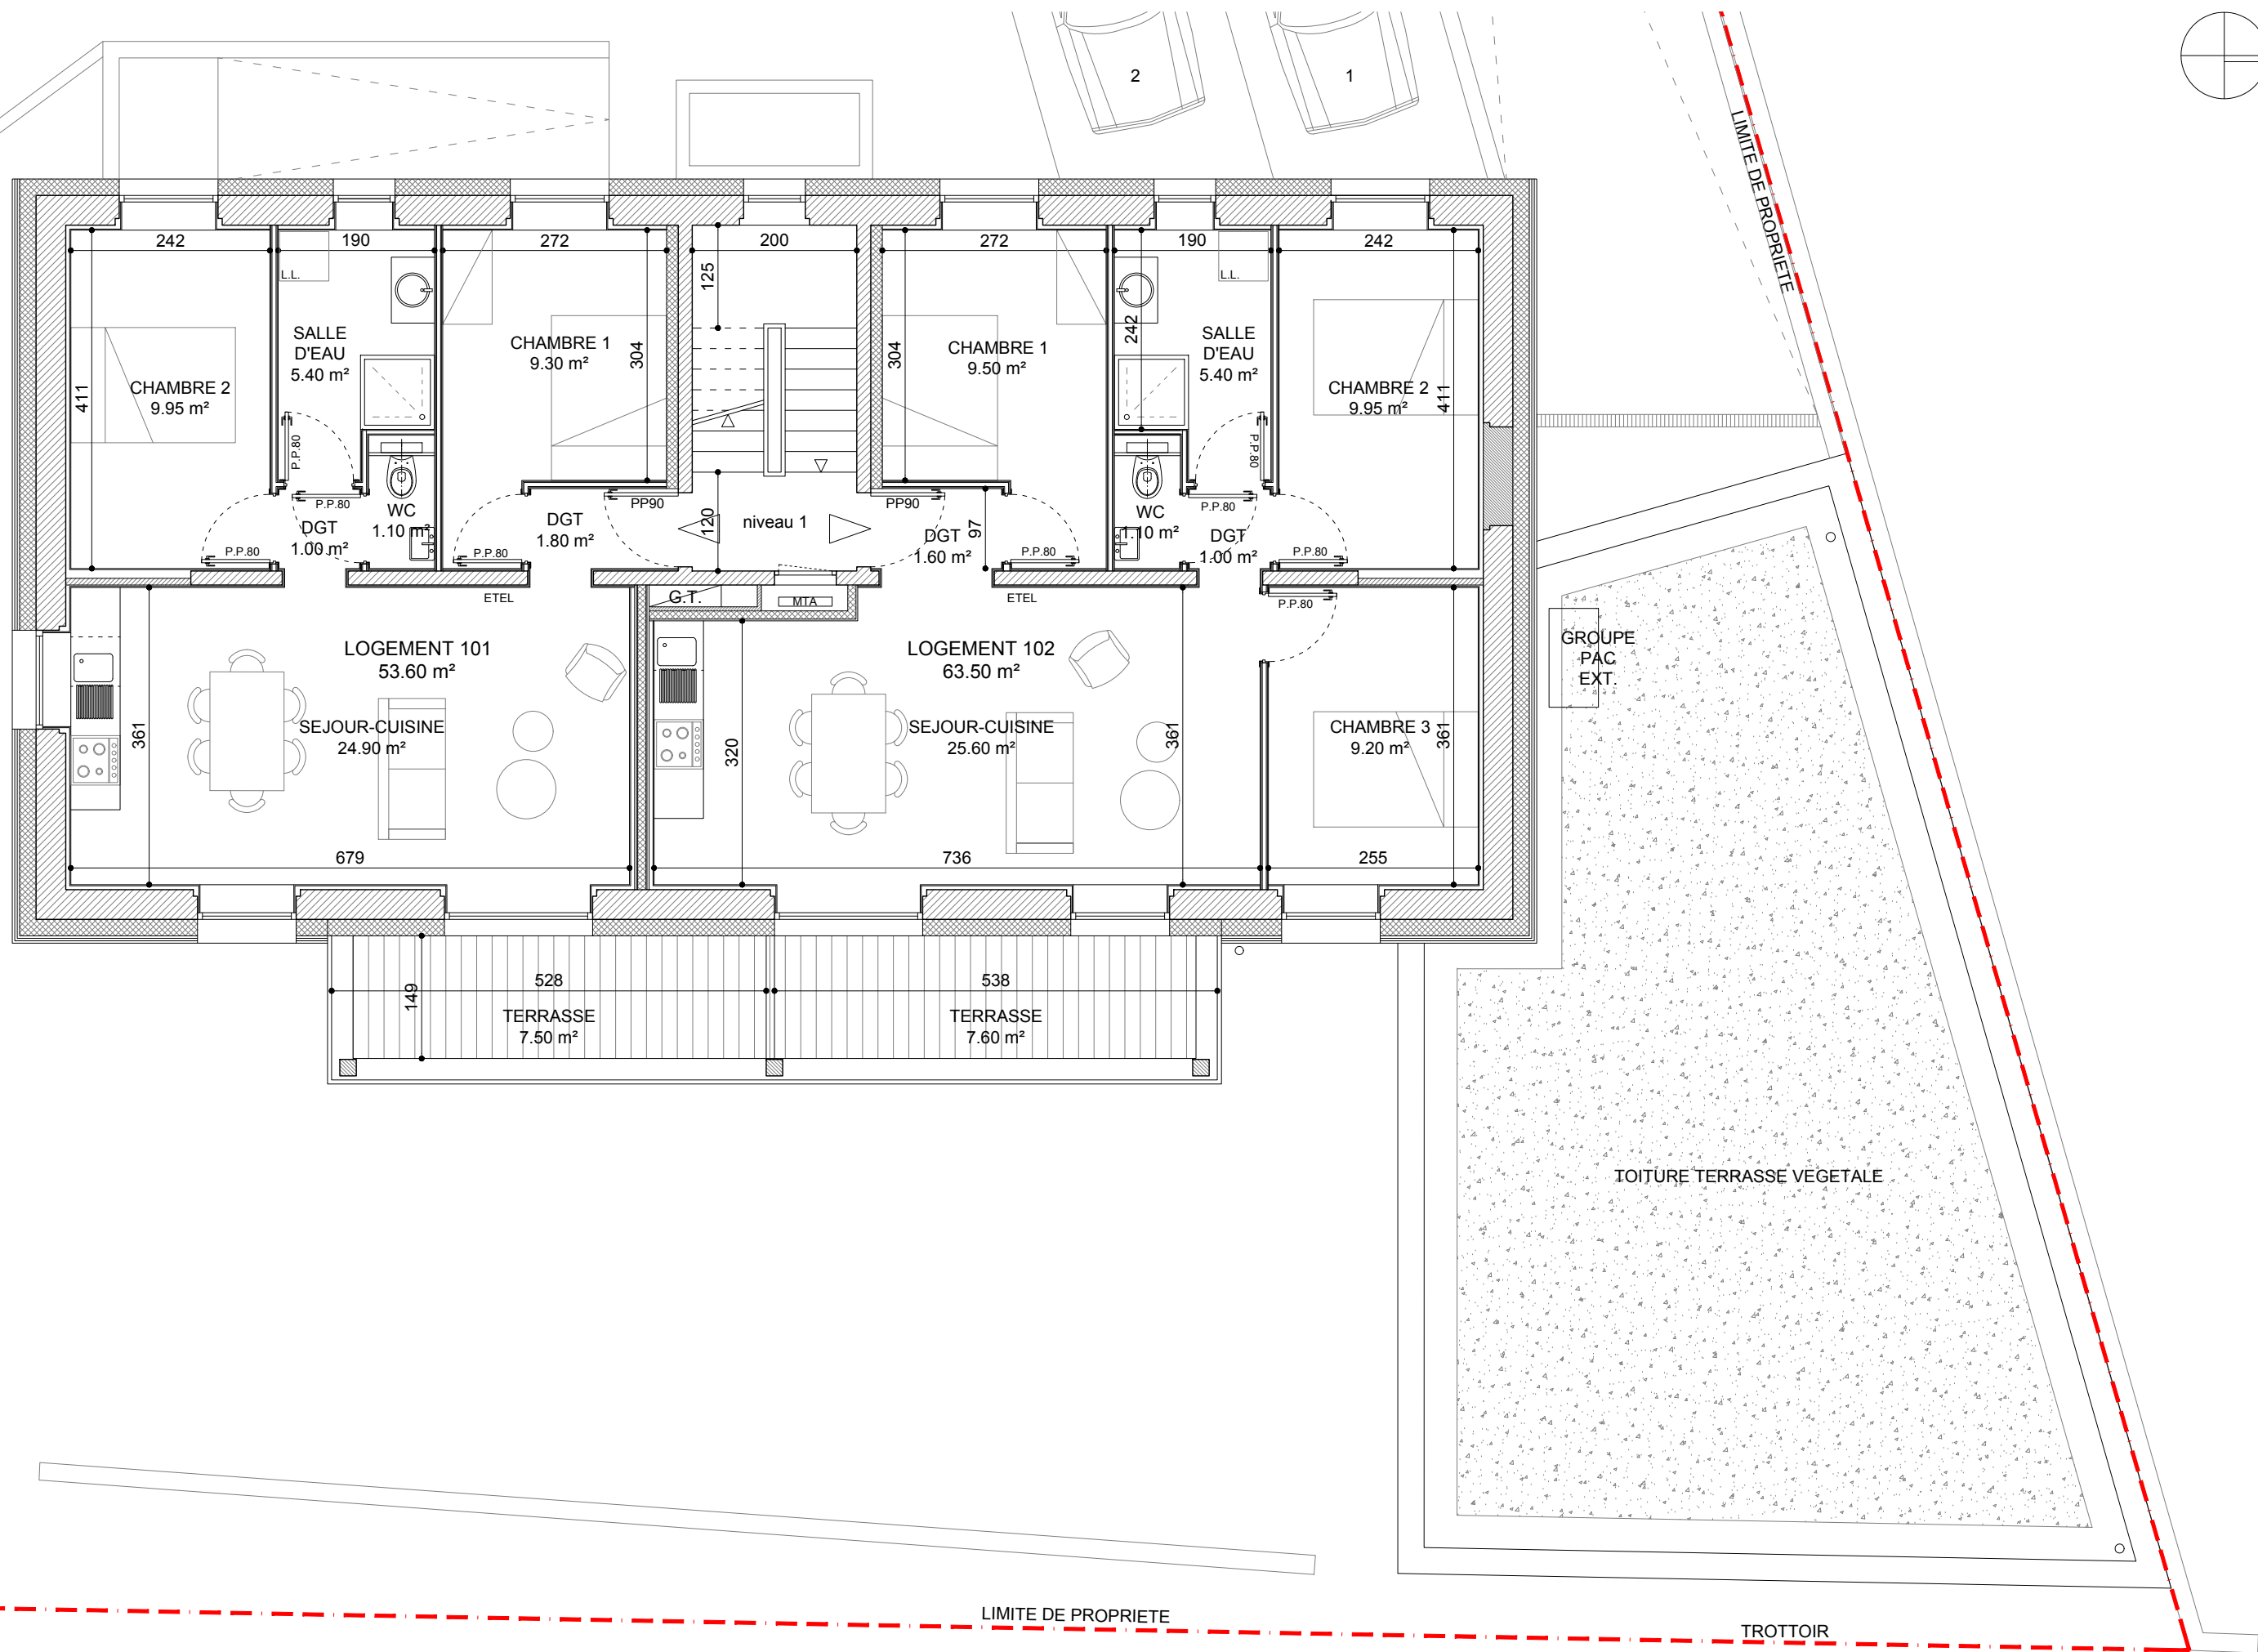 2
1
LIMITE DE PROPRIETE
242
190
272
200
272
190
242
L.L.
125
L.L.
SALLE
D'EAU
5.40 m²
CHAMBRE 1
9.30 m²
304
304
CHAMBRE 1
9.50 m²
242
SALLE
D'EAU
5.40 m²
411
CHAMBRE 2
9.95 m²
CHAMBRE 2
9.95 m²
411
P.P.80
P.P.80
P.P.80
WC
1.10 m²
DGT
1.00 m²
P.P.80
DGT
1.80 m²
P.P.80
PP90
120
niveau 1
PP90
DGT
1.60 m²
97
P.P.80
WC
1.10 m²
P.P.80
DGT
1.00 m²
P.P.80
ETEL
G.T.
MTA
ETEL
P.P.80
LOGEMENT 101
53.60 m²
LOGEMENT 102
63.50 m²
GROUPE
PAC
EXT.
361
SEJOUR-CUISINE
24.90 m²
320
SEJOUR-CUISINE
25.60 m²
361
CHAMBRE 3
9.20 m²
361
679
736
255
149
528
538
TERRASSE
7.50 m²
TERRASSE
7.60 m²
TOITURE TERRASSE VEGETALE
LIMITE DE PROPRIETE
TROTTOIR